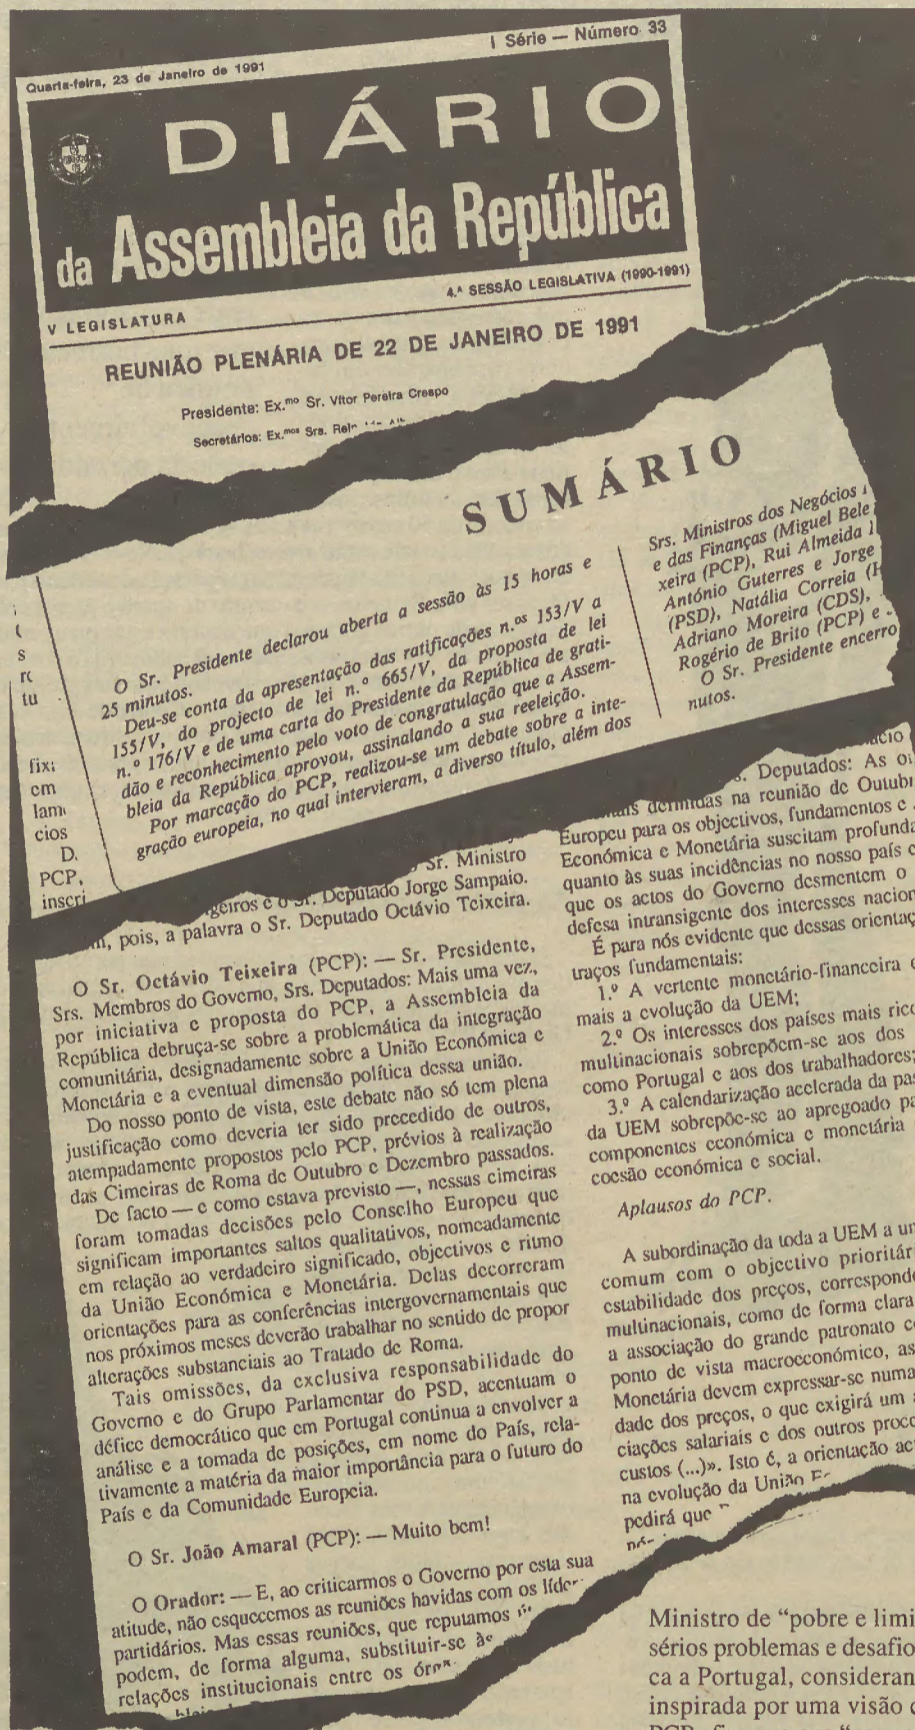 Quarta-feira, 23 de Janeiro de 1991
I Série — Número 33
DIÁRIO
da Assembleia da República
V LEGISLATURA
4.ª SESSÃO LEGISLATIVA (1990-1991)
REUNIÃO PLENÁRIA DE 22 DE JANEIRO DE 1991
Presidente: Ex.mo Sr. Vítor Pereira Crespo
Secretários: Ex.mos Srs.
SUMÁRIO
O Sr. Presidente declarou aberta a sessão às 15 horas e
25 minutos.
Deu-se conta da apresentação das ratificações n.os 153/V a
155/V, do projecto de lei n.º 665/V, da proposta de lei
n.º 176/V e de uma carta do Presidente da República de grati-
dão e reconhecimento pelo voto de congratulação que a Assem-
bleia da República aprovou, assinalando a sua reeleição.
Por marcação do PCP, realizou-se um debate sobre a inte-
gração europeia, no qual intervieram, a diverso título, além dos
Srs. Ministros dos Negócios
e das Finanças (Miguel Bele
xeira (PCP), Rui Almeida
António Guterres e Jorge
(PSD), Natália Correia
Adriano Moreira (CDS),
Rogério de Brito (PCP) e
O Sr. Presidente encerro
nutos.
s
tu
em
cios
D.
PCP,
inscri
Sr. Ministro
geiros e o Sr. Deputado Jorge Sampaio.
pois, a palavra o Sr. Deputado Octávio Teixeira.
O Sr. Octávio Teixeira (PCP): — Sr. Presidente,
Srs. Membros do Governo, Srs. Deputados: Mais uma vez,
por iniciativa e proposta do PCP, a Assembleia da
República debruça-se sobre a problemática da integração
comunitária, designadamente sobre a União Económica e
Monetária e a eventual dimensão política dessa união.
Do nosso ponto de vista, este debate não só tem plena
justificação como deveria ter sido precedido de outros,
atempadamente propostos pelo PCP, prévios à realização
das Cimeiras de Roma de Outubro e Dezembro passados.
De facto — e como estava previsto —, nessas cimeiras
foram tomadas decisões pelo Conselho Europeu que
significam importantes saltos qualitativos, nomeadamente
em relação ao verdadeiro significado, objectivos e ritmo
da União Económica e Monetária. Delas decorreram
orientações para as conferências intergovernamentais que
nos próximos meses deverão trabalhar no sentido de propor
alterações substanciais ao Tratado de Roma.
Tais omissões, da exclusiva responsabilidade do
Governo e do Grupo Parlamentar do PSD, acentuam o
défice democrático que em Portugal continua a envolver a
análise e a tomada de posições, em nome do País, rela-
tivamente a matéria da maior importância para o futuro do
País e da Comunidade Europeia.
O Sr. João Amaral (PCP): — Muito bem!
O Orador: — E, ao criticarmos o Governo por esta sua
atitude, não esquecemos as reuniões havidas com os líder
partidários. Mas essas reuniões, que reputamos
podem, de forma alguma, substituir-se às
relações institucionais entre os
Deputados: As
definidas na reunião de Outub
Europeu para os objectivos, fundamentos e
Económica e Monetária suscitam profunda
quanto às suas incidências no nosso país
que os actos do Governo desmentem o
defesa intransigente dos interesses nacion
É para nós evidente que dessas orientaç
traços fundamentais:
1.º A vertente monetário-financeira
mais a evolução da UEM;
2.º Os interesses dos países mais rico
multinacionais sobrepõem-se aos dos
como Portugal e aos dos trabalhadores;
3.º A calendarização acelerada da pas
da UEM sobrepõe-se ao apregoado pa
componentes económica e monetária
coesão económica e social.
Aplausos do PCP.
A subordinação da toda a UEM a um
comum com o objectivo prioritár
estabilidade dos preços, corresponde
multinacionais, como de forma clara
a associação do grande patronato
ponto de vista macroeconómico, as
Monetária devem expressar-se numa
dade dos preços, o que exigirá um
ciações salariais e dos outros proc
custos (...)». Isto é, a orientação ac
na evolução da União
pedirá que
Ministro de “pobre e limi
sérios problemas e desafio
ca a Portugal, consideran
inspirada por uma visão